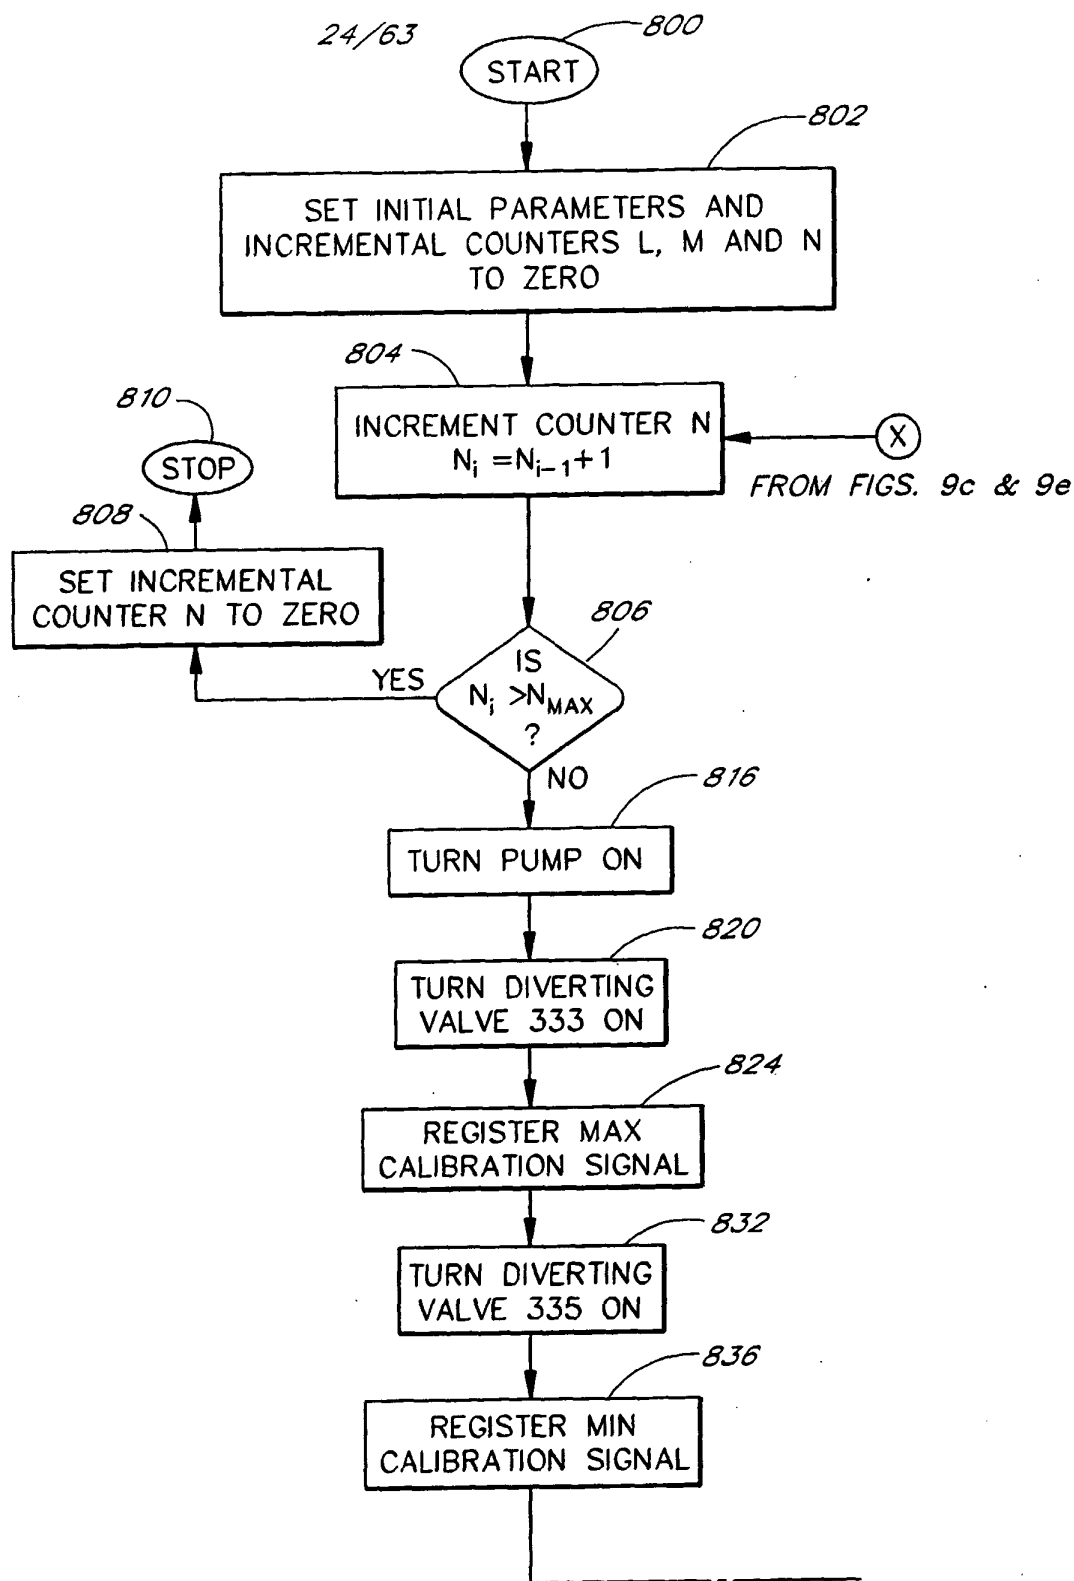 24/63
800
START
802
SET INITIAL PARAMETERS AND
INCREMENTAL COUNTERS L, M AND N
TO ZERO
804
INCREMENT COUNTER N
Nᵢ =Nᵢ₋₁+1
X
FROM FIGS. 9c & 9e
810
STOP
808
SET INCREMENTAL
COUNTER N TO ZERO
806
IS
Nᵢ >N_MAX
?
YES
NO
816
TURN PUMP ON
820
TURN DIVERTING
VALVE 333 ON
824
REGISTER MAX
CALIBRATION SIGNAL
832
TURN DIVERTING
VALVE 335 ON
836
REGISTER MIN
CALIBRATION SIGNAL